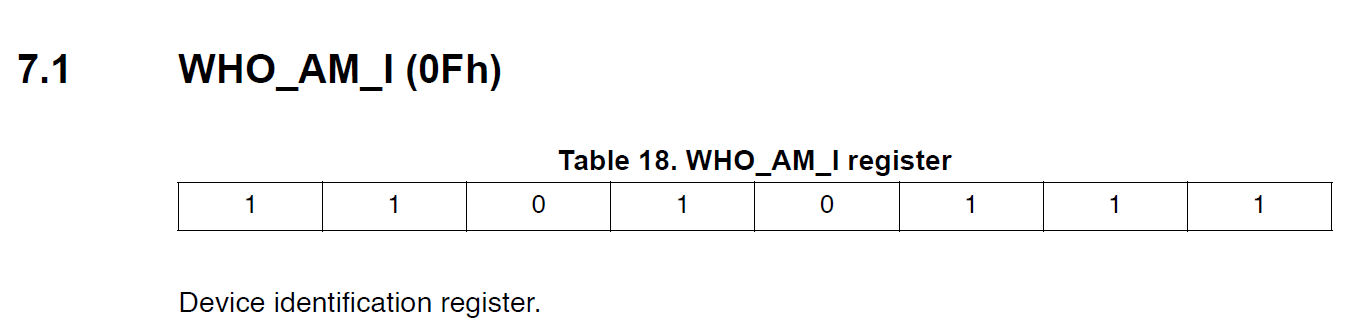 7.1 WHO_AM_I (0Fh)
Table 18. WHO_AM_I register
1 1 0 1 0 1 1 1
Device identification register.